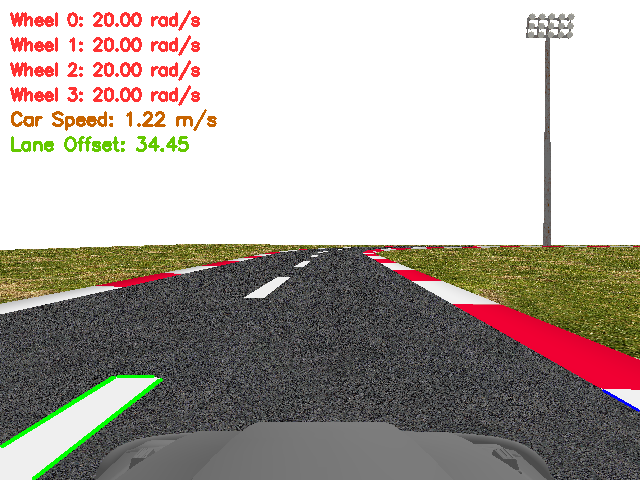 Wheel 0: 20.00 rad/s
Wheel 1: 20.00 rad/s
Wheel 2: 20.00 rad/s
Wheel 3: 20.00 rad/s
Car Speed: 1.22 m/s
Lane Offset: 34.45